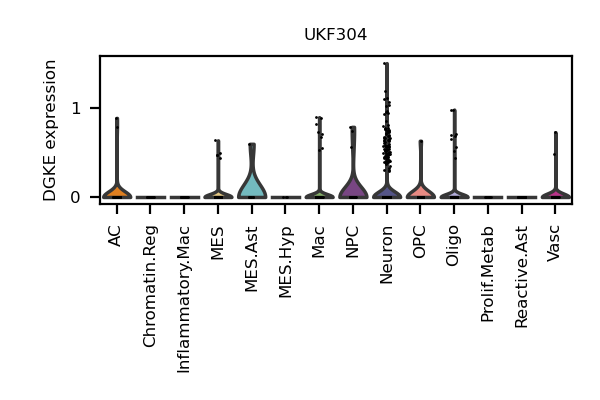 UKF304
DGKE expression
1
0
AC
Chromatin.Reg
Inflammatory.Mac
MES
MES.Ast
MES.Hyp
Mac
NPC
Neuron
OPC
Oligo
Prolif.Metab
Reactive.Ast
Vasc